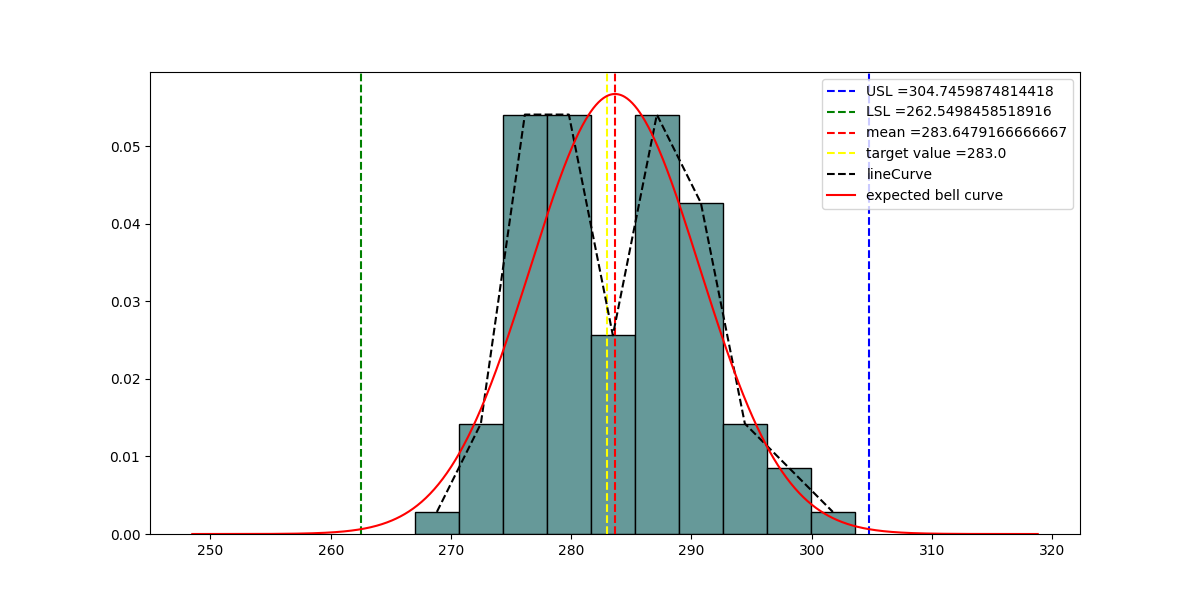 USL =304.7459874814418
LSL =262.5498458518916
mean =283.6479166666667
target value =283.0
lineCurve
expected bell curve
0.05
0.04
0.03
0.02
0.01
0.00
250 260 270 280 290 300 310 320